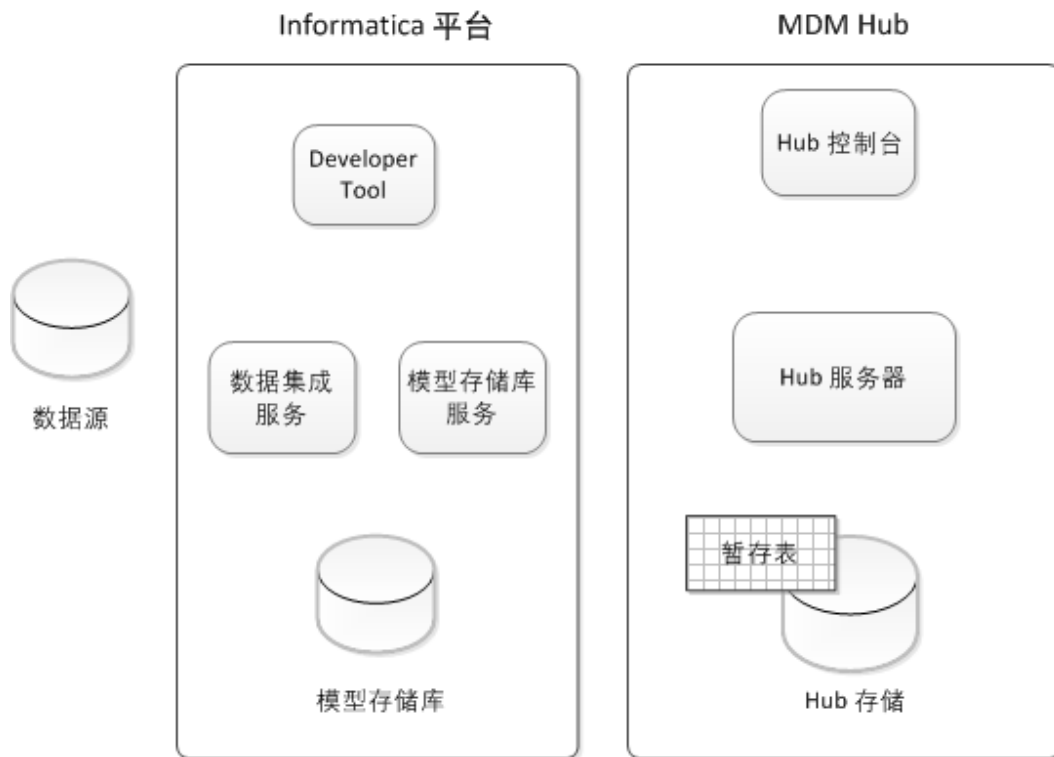 Informatica 平台
MDM Hub
Developer
Tool
Hub 控制台
数据源
数据集成
服务
模型存储库
服务
Hub 服务器
暂存表
模型存储库
Hub 存储